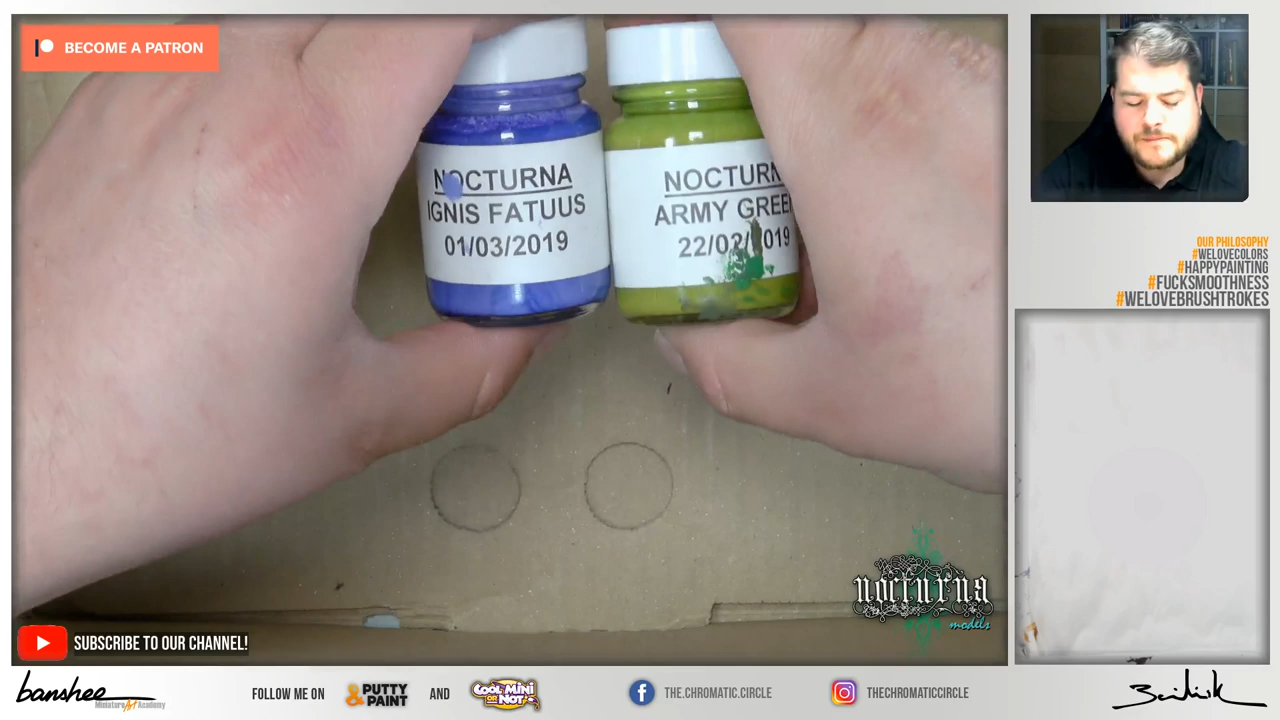 BECOME A PATRON
NOCTURNA
IGNIS FATUUS
01/03/2019
NOCTURN
ARMY GREE
22/02/2019
OUR PHILOSOPHY
#WELOVECOLORS
#HAPPYPAINTING
#FUCKSMOOTHNESS
#WELOVEBRUSHTROKES
nocturna
models
SUBSCRIBE TO OUR CHANNEL!
banshee
Miniature Art Academy
FOLLOW ME ON
PUTTY
& PAINT
AND
COOL MINI
OR NOT
THE.CHROMATIC.CIRCLE
THECHROMATICCIRCLE